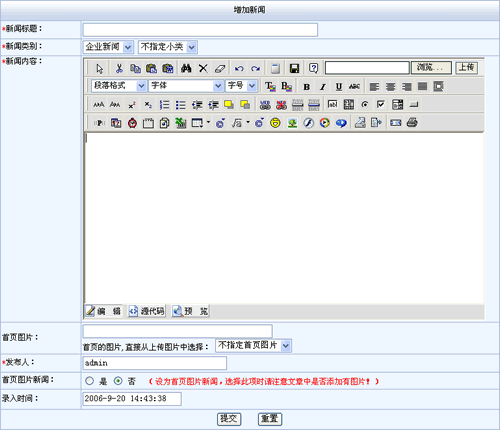 增加新闻
*新闻标题：
*新闻类别： 企业新闻 不指定小类
*新闻内容：
浏览... 上传
段落格式 字体 字号 B I U ABC
编 辑 源代码 预 览
首页图片：
首页的图片,直接从上传图片中选择： 不指定首页图片
*发布人： admin
首页图片新闻： 是 否 （ 设为首页图片新闻，选择此项时请注意文章中是否添加有图片！）
录入时间： 2006-9-20 14:43:38
提交 重置